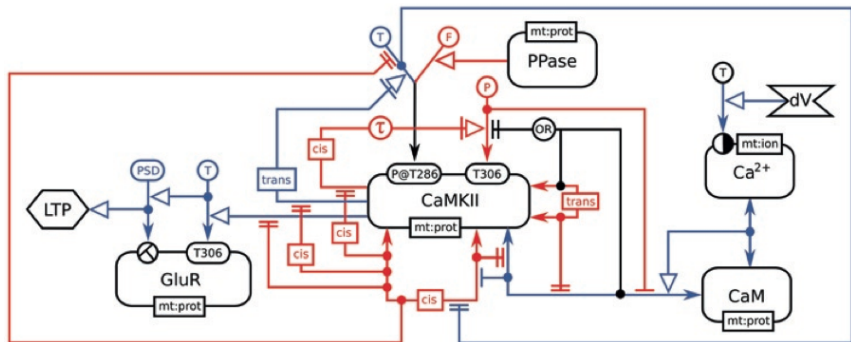 T
F
mt:prot
PPase
P
T
dV
τ
OR
cis
mt:ion
Ca2+
trans
P@T286
T306
CaMKII
mt:prot
trans
PSD
T
LTP
cis
cis
T306
GluR
mt:prot
cis
CaM
mt:prot